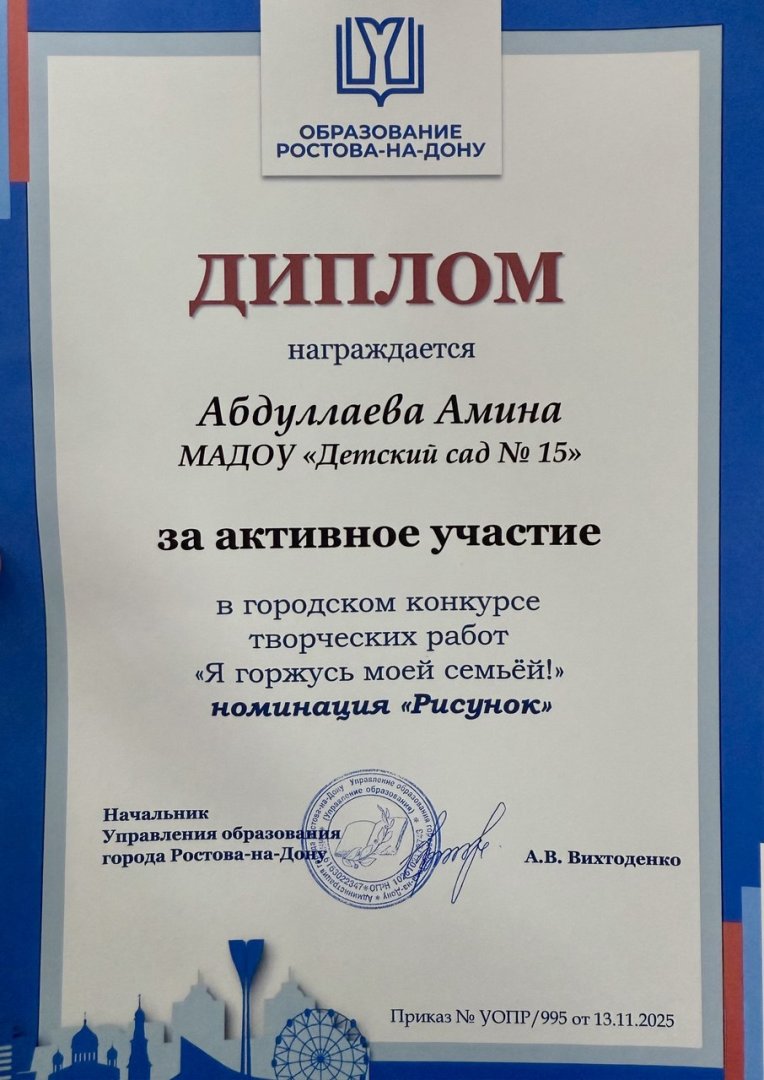 ОБРАЗОВАНИЕ
РОСТОВА-НА-ДОНУ
ДИПЛОМ
награждается
Абдуллаева Амина
МАДОУ «Детский сад № 15»
за активное участие
в городском конкурсе
творческих работ
«Я горжусь моей семьёй!»
номинация «Рисунок»
Начальник
Управления образования
города Ростова-на-Дону
А.В. Вихтоденко
Приказ № УОПР/995 от 13.11.2025